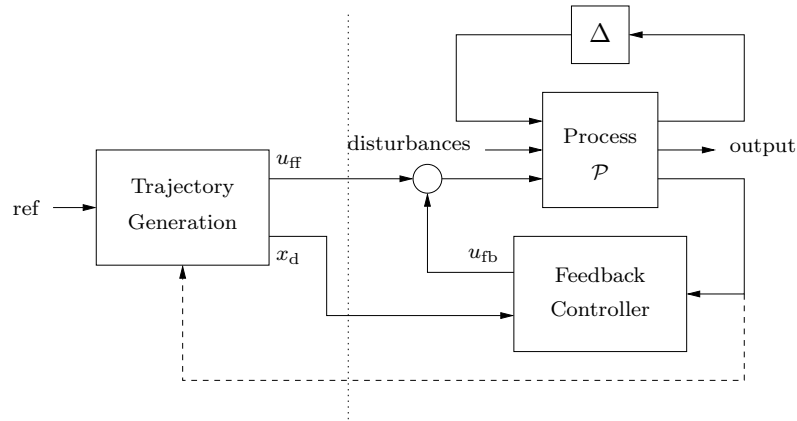 Δ
Process
𝒫
disturbances
output
u_ff
Trajectory
Generation
ref
x_d
u_fb
Feedback
Controller